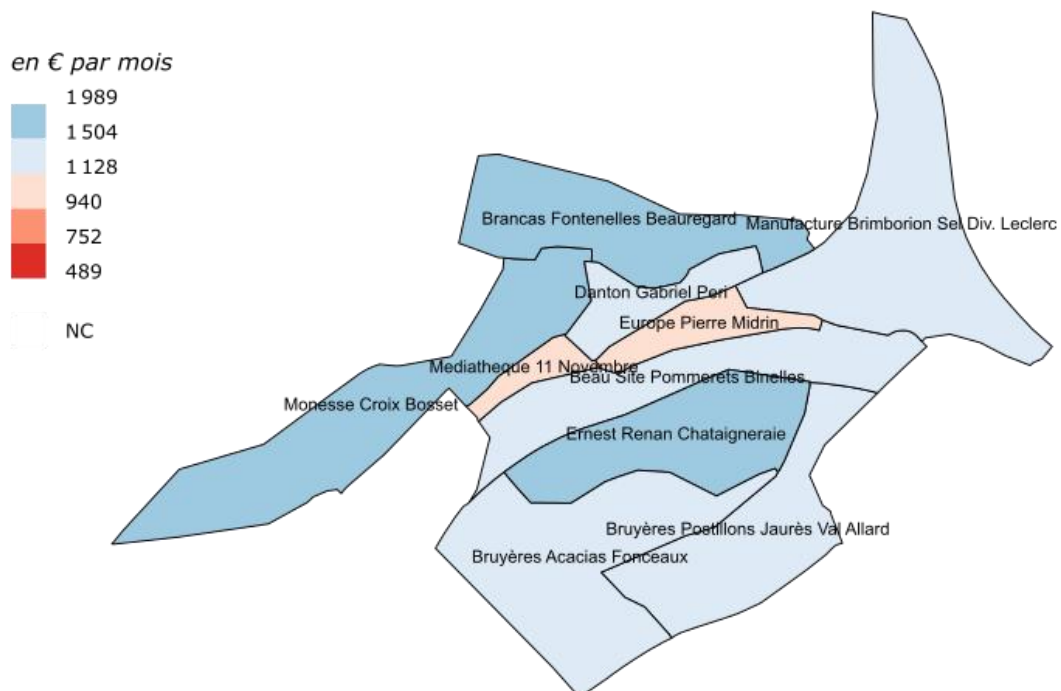 en € par mois
1 989
1 504
1 128
940
752
489
NC
Brancas Fontenelles Beauregard
Manufacture Brimborion Sel Div. Leclerc
Danton Gabriel Peri
Europe Pierre Midrin
Mediatheque 11 Novembre
Beau Site Pommerets Binelles
Monesse Croix Bosset
Ernest Renan Chataigneraie
Bruyères Postillons Jaurès Val Allard
Bruyères Acacias Fonceaux